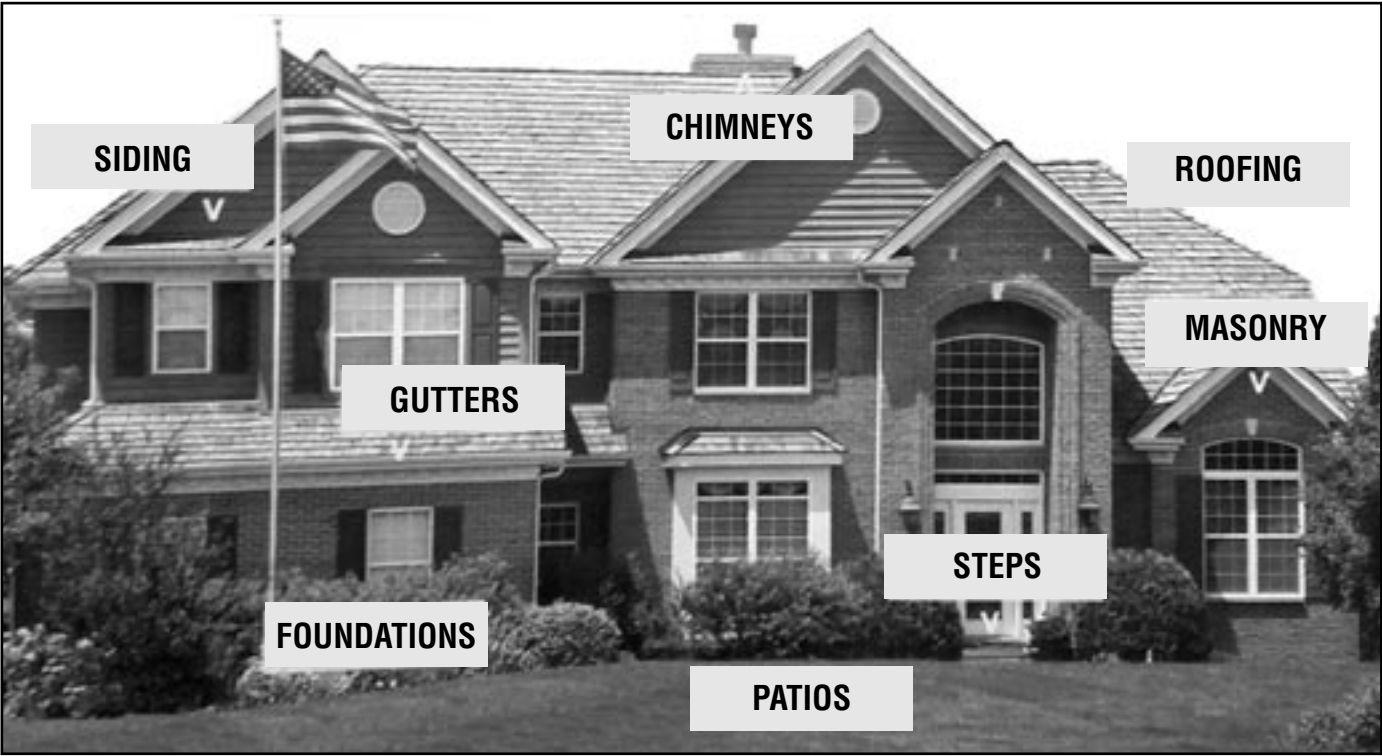 CHIMNEYS
SIDING
ROOFING
MASONRY
GUTTERS
STEPS
FOUNDATIONS
PATIOS